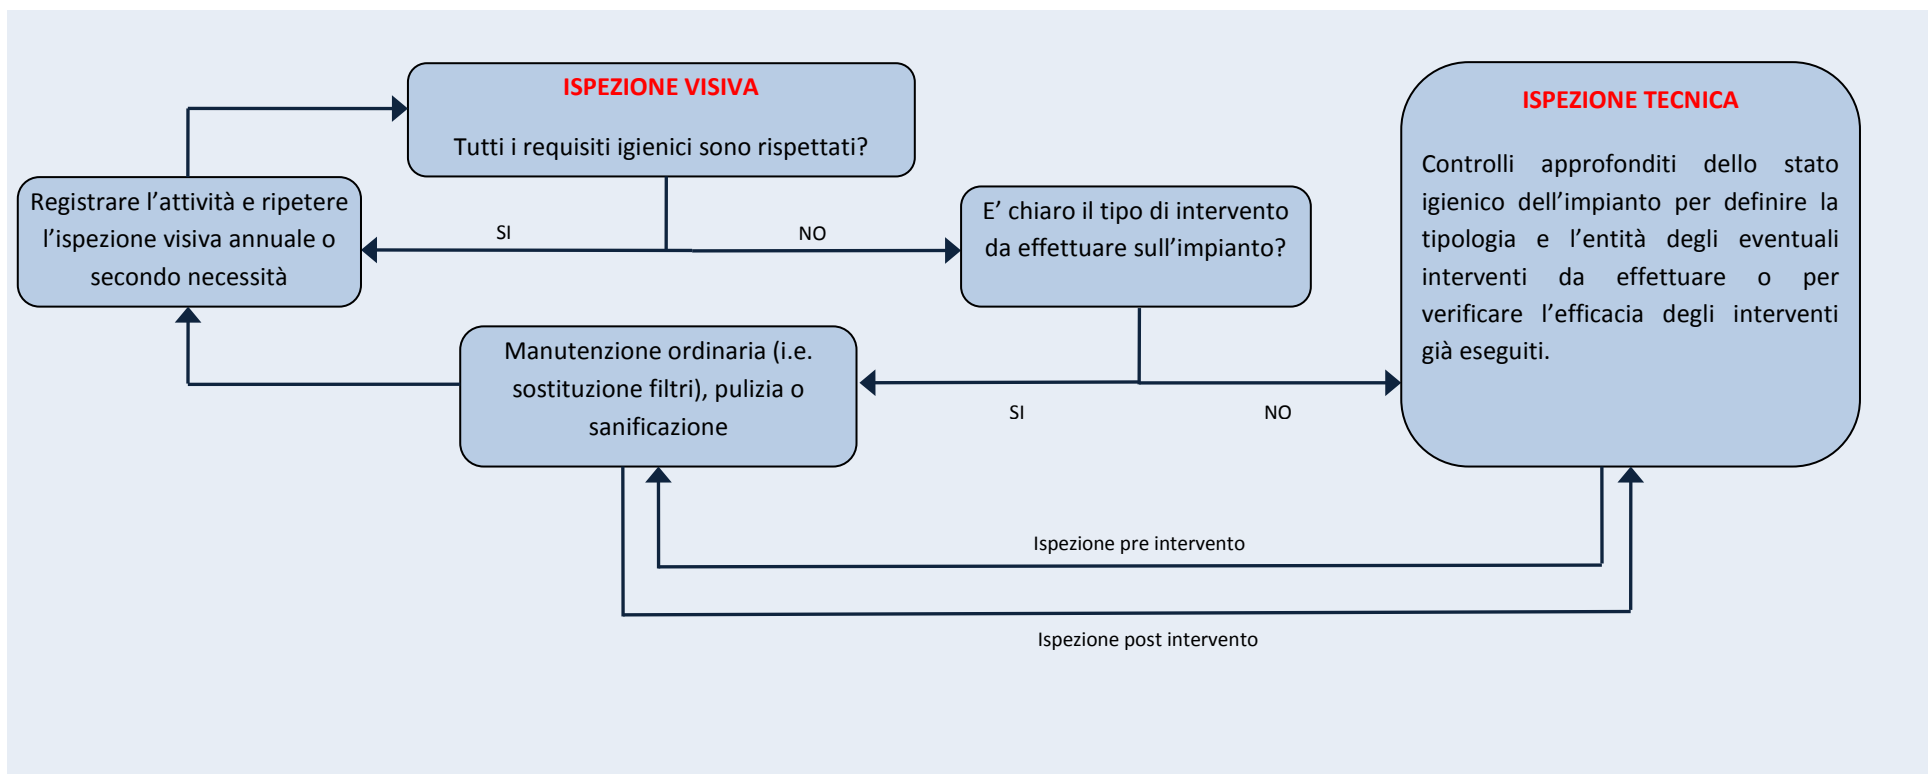 ISPEZIONE VISIVA
Tutti i requisiti igienici sono rispettati?
ISPEZIONE TECNICA
Controlli approfonditi dello stato
igienico dell’impianto per definire la
tipologia e l’entità degli eventuali
interventi da effettuare o per
verificare l’efficacia degli interventi
già eseguiti.
Registrare l’attività e ripetere
l’ispezione visiva annuale o
secondo necessità
SI
NO
E’ chiaro il tipo di intervento
da effettuare sull’impianto?
Manutenzione ordinaria (i.e.
sostituzione filtri), pulizia o
sanificazione
SI
NO
Ispezione pre intervento
Ispezione post intervento